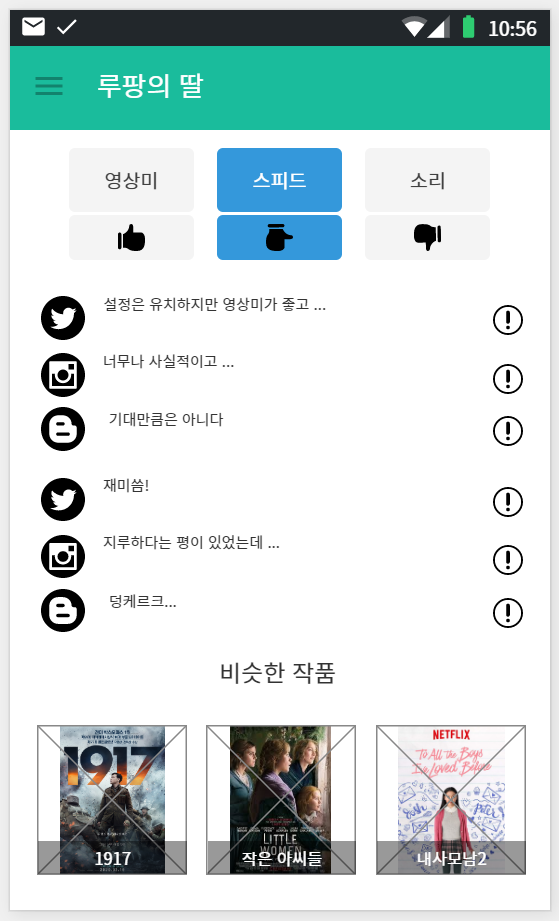 10:56
루팡의 딸
영상미
스피드
소리
설정은 유치하지만 영상미가 좋고 ...
너무나 사실적이고 ...
기대만큼은 아니다
재미씀!
지루하다는 평이 있었는데 ...
덩케르크...
비슷한 작품
1917
1917
LITTLE
WOMEN
작은 아씨들
NETFLIX
To All the Boys
I've Loved Before
내사모남2